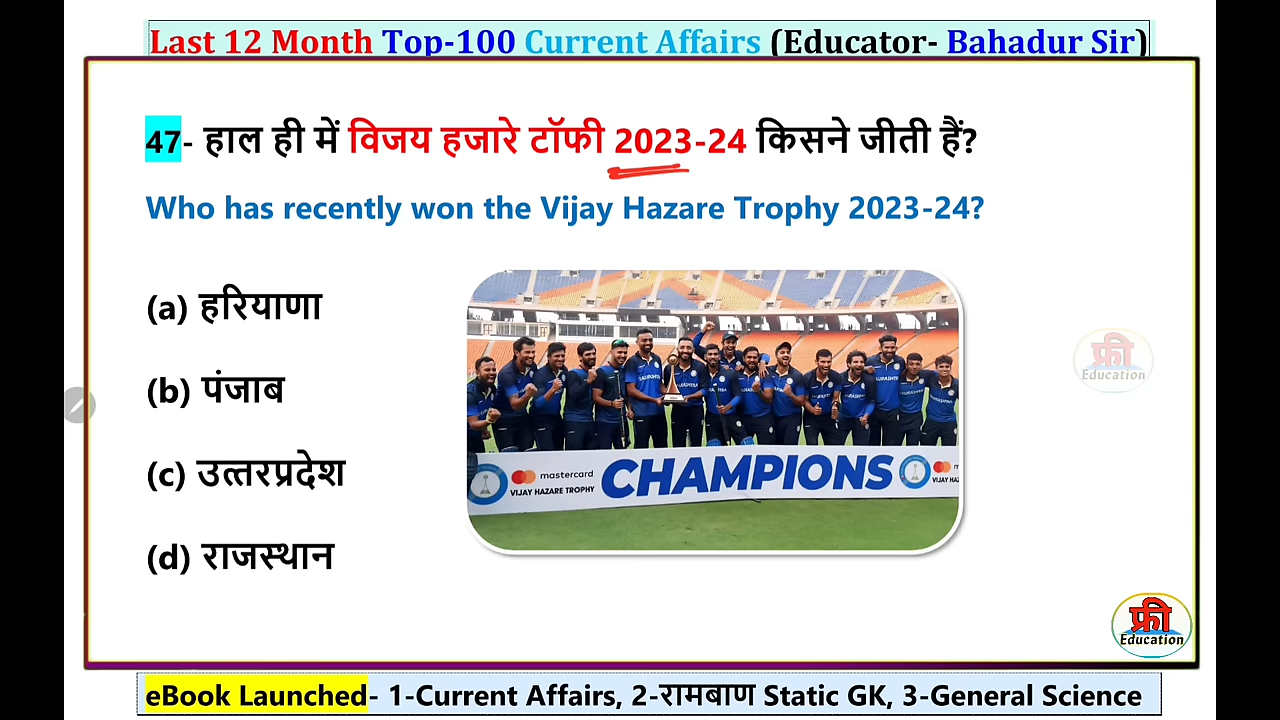 Last 12 Month Top-100 Current Affairs (Educator- Bahadur Sir)
47- हाल ही में विजय हजारे टॉफी 2023-24 किसने जीती हैं?
Who has recently won the Vijay Hazare Trophy 2023-24?
(a) हरियाणा
(b) पंजाब
(c) उत्तरप्रदेश
(d) राजस्थान
mastercard
VIJAY HAZARE TROPHY
CHAMPIONS
फ्री
Education
फ्री
Education
eBook Launched- 1-Current Affairs, 2-रामबाण Static GK, 3-General Science